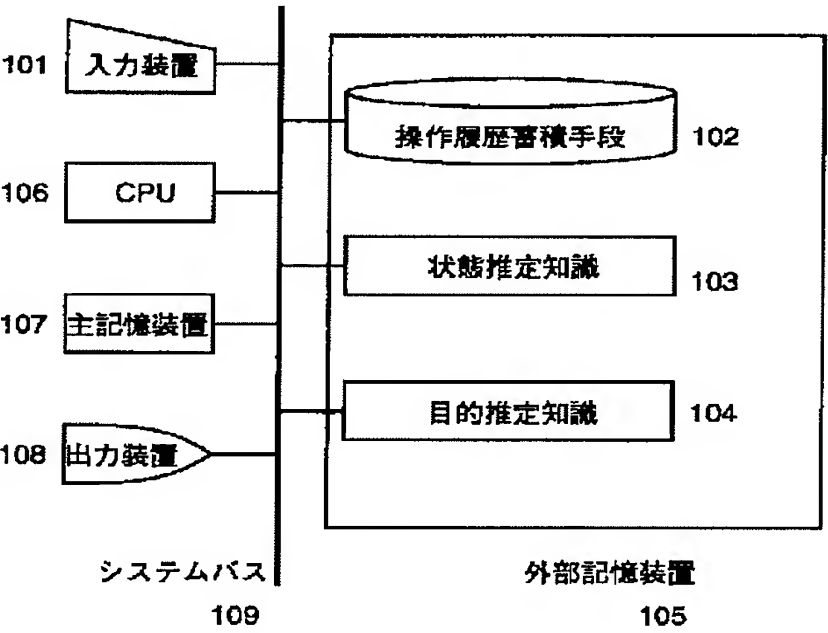 101 入力装置
106 CPU
107 主記憶装置
108 出力装置
操作履歴蓄積手段 102
状態推定知識 103
目的推定知識 104
システムバス
109
外部記憶装置
105